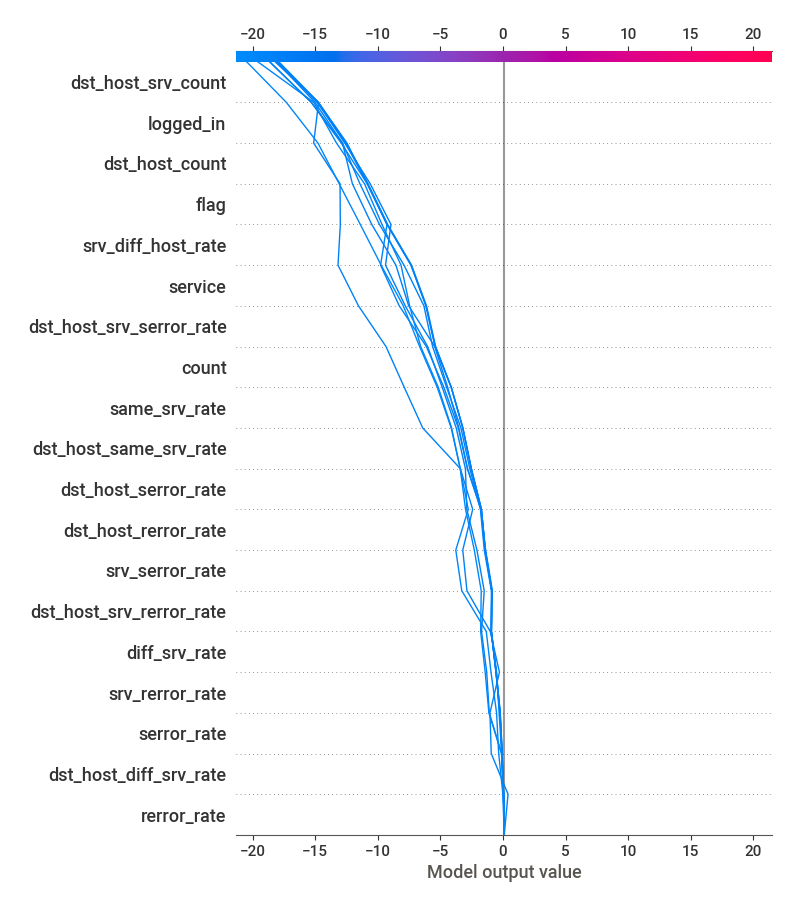 −20 −15 −10 −5 0 5 10 15 20
dst_host_srv_count
logged_in
dst_host_count
flag
srv_diff_host_rate
service
dst_host_srv_serror_rate
count
same_srv_rate
dst_host_same_srv_rate
dst_host_serror_rate
dst_host_rerror_rate
srv_serror_rate
dst_host_srv_rerror_rate
diff_srv_rate
srv_rerror_rate
serror_rate
dst_host_diff_srv_rate
rerror_rate
−20 −15 −10 −5 0 5 10 15 20
Model output value